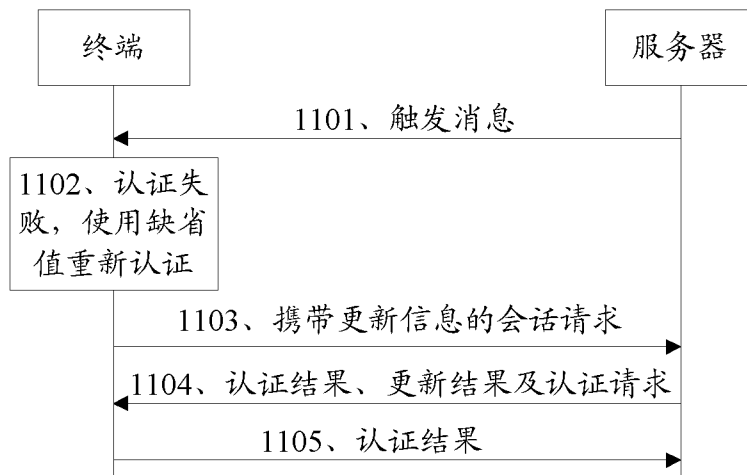 终端
服务器
1101、触发消息
1102、认证失
败，使用缺省
值重新认证
1103、携带更新信息的会话请求
1104、认证结果、更新结果及认证请求
1105、认证结果